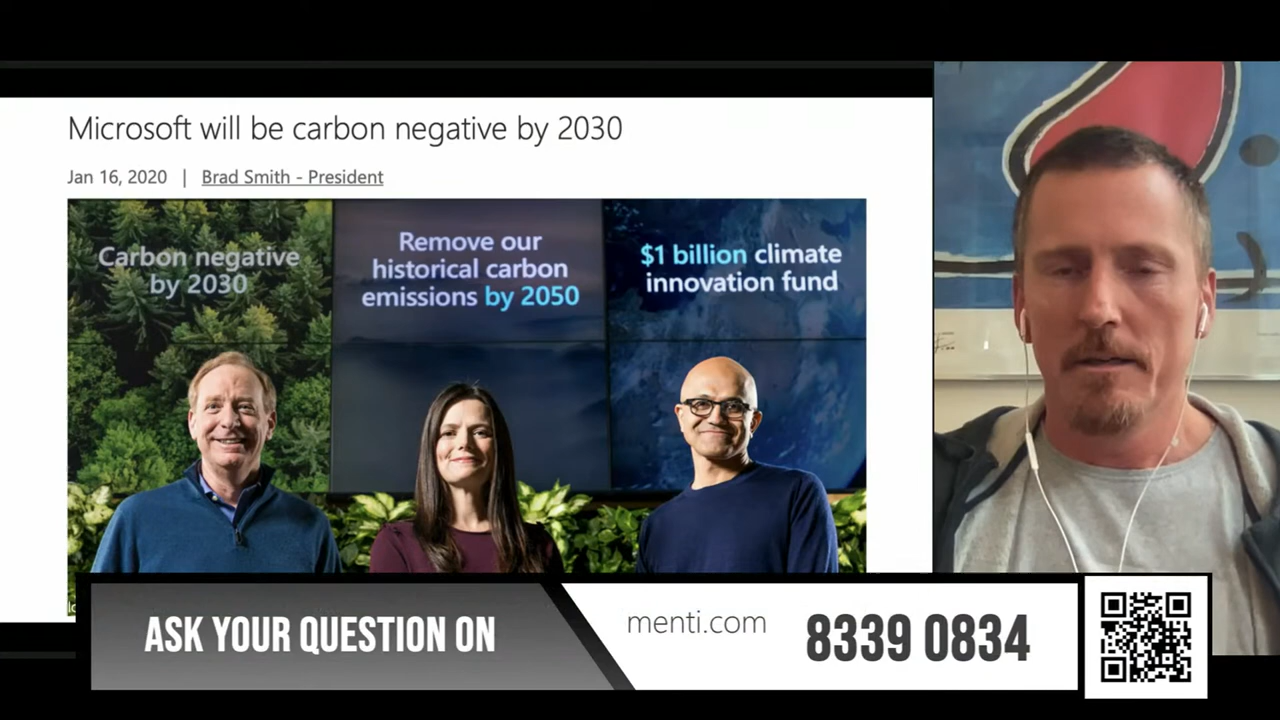 Microsoft will be carbon negative by 2030
Jan 16, 2020 | Brad Smith - President
Carbon negative
by 2030
Remove our
historical carbon
emissions by 2050
$1 billion climate
innovation fund
ASK YOUR QUESTION ON
menti.com
8339 0834